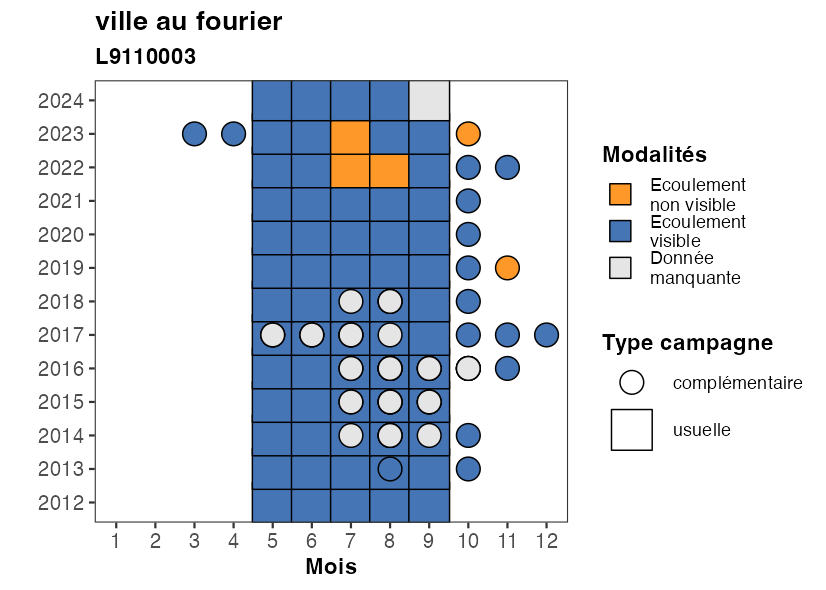 ville au fourier
L9110003
2024
2023
2022
2021
2020
2019
2018
2017
2016
2015
2014
2013
2012
1 2 3 4 5 6 7 8 9 10 11 12
Mois
Modalités
Ecoulement
non visible
Ecoulement
visible
Donnée
manquante
Type campagne
complémentaire
usuelle